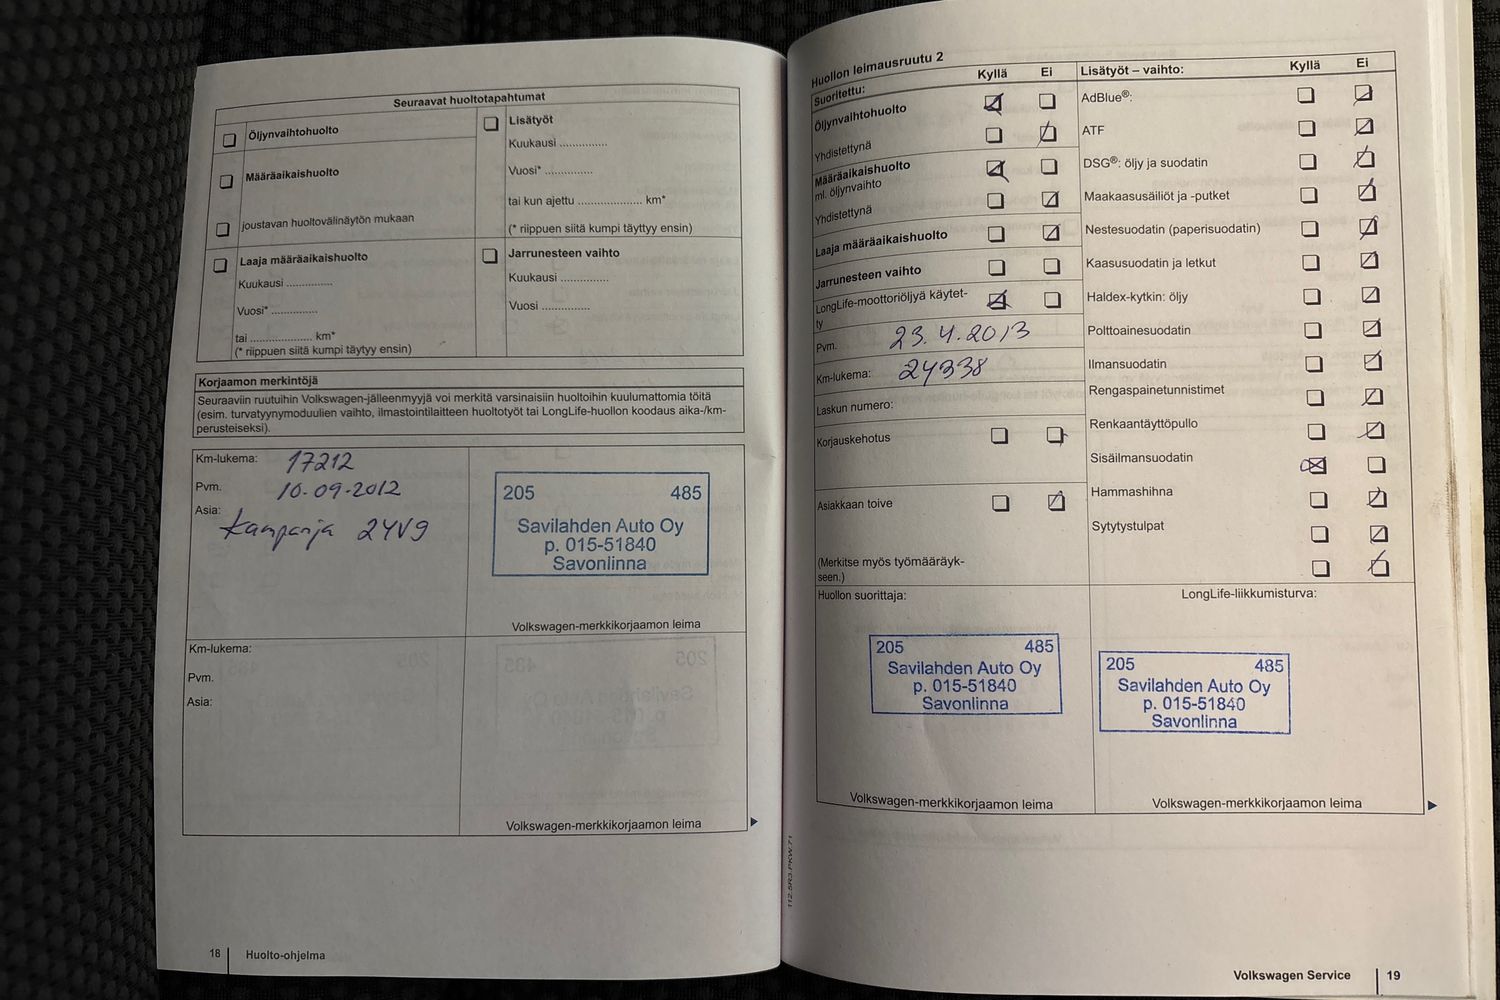 Seuraavat huoltotapahtumat
Öljynvaihtohuolto
Määräaikaishuolto
joustavan huoltovälinäytön mukaan
Lisätyöt
Kuukausi ..............
Vuosi* ..............
tai kun ajettu ................... km*
(* riippuen siitä kumpi täyttyy ensin)
Laaja määräaikaishuolto
Kuukausi ..............
Vuosi* ..............
tai ................... km*
(* riippuen siitä kumpi täytyy ensin)
Jarrunesteen vaihto
Kuukausi ..............
Vuosi ................
Korjaamon merkintöjä
Seuraaviin ruutuihin Volkswagen-jälleenmyyjä voi merkitä varsinaisiin huoltoihin kuulumattomia töitä
(esim. turvatyynymoduulien vaihto, ilmastointilaitteen huoltotyöt tai LongLife-huollon koodaus aika-/km-
perusteiseksi).
Km-lukema: 17212
Pvm. 10.09.2012
Asia: Kampanja 24V9
205 485
Savilahden Auto Oy
p. 015-51840
Savonlinna
Volkswagen-merkkikorjaamon leima
Km-lukema:
Pvm.
Asia:
Volkswagen-merkkikorjaamon leima
18 Huolto-ohjelma
112.5R3.PKW.71
Huollon leimausruutu 2
Suoritettu: Kyllä Ei
Öljynvaihtohuolto
Yhdistettynä
Määräaikaishuolto
ml. öljynvaihto
Yhdistettynä
Laaja määräaikaishuolto
Jarrunesteen vaihto
LongLife-moottoriöljyä käytet-
ty
Pvm. 23.4.2013
Km-lukema: 24338
Laskun numero:
Korjauskehotus
Asiakkaan toive
(Merkitse myös työmääräyk-
seen.)
Lisätyöt – vaihto: Kyllä Ei
AdBlue®:
ATF
DSG®: öljy ja suodatin
Maakaasusäiliöt ja -putket
Nestesuodatin (paperisuodatin)
Kaasusuodatin ja letkut
Haldex-kytkin: öljy
Polttoainesuodatin
Ilmansuodatin
Rengaspainetunnistimet
Renkaantäyttöpullo
Sisäilmansuodatin
Hammashihna
Sytytystulpat
Huollon suorittaja:
205 485
Savilahden Auto Oy
p. 015-51840
Savonlinna
Volkswagen-merkkikorjaamon leima
LongLife-liikkumisturva:
205 485
Savilahden Auto Oy
p. 015-51840
Savonlinna
Volkswagen-merkkikorjaamon leima
Volkswagen Service 19